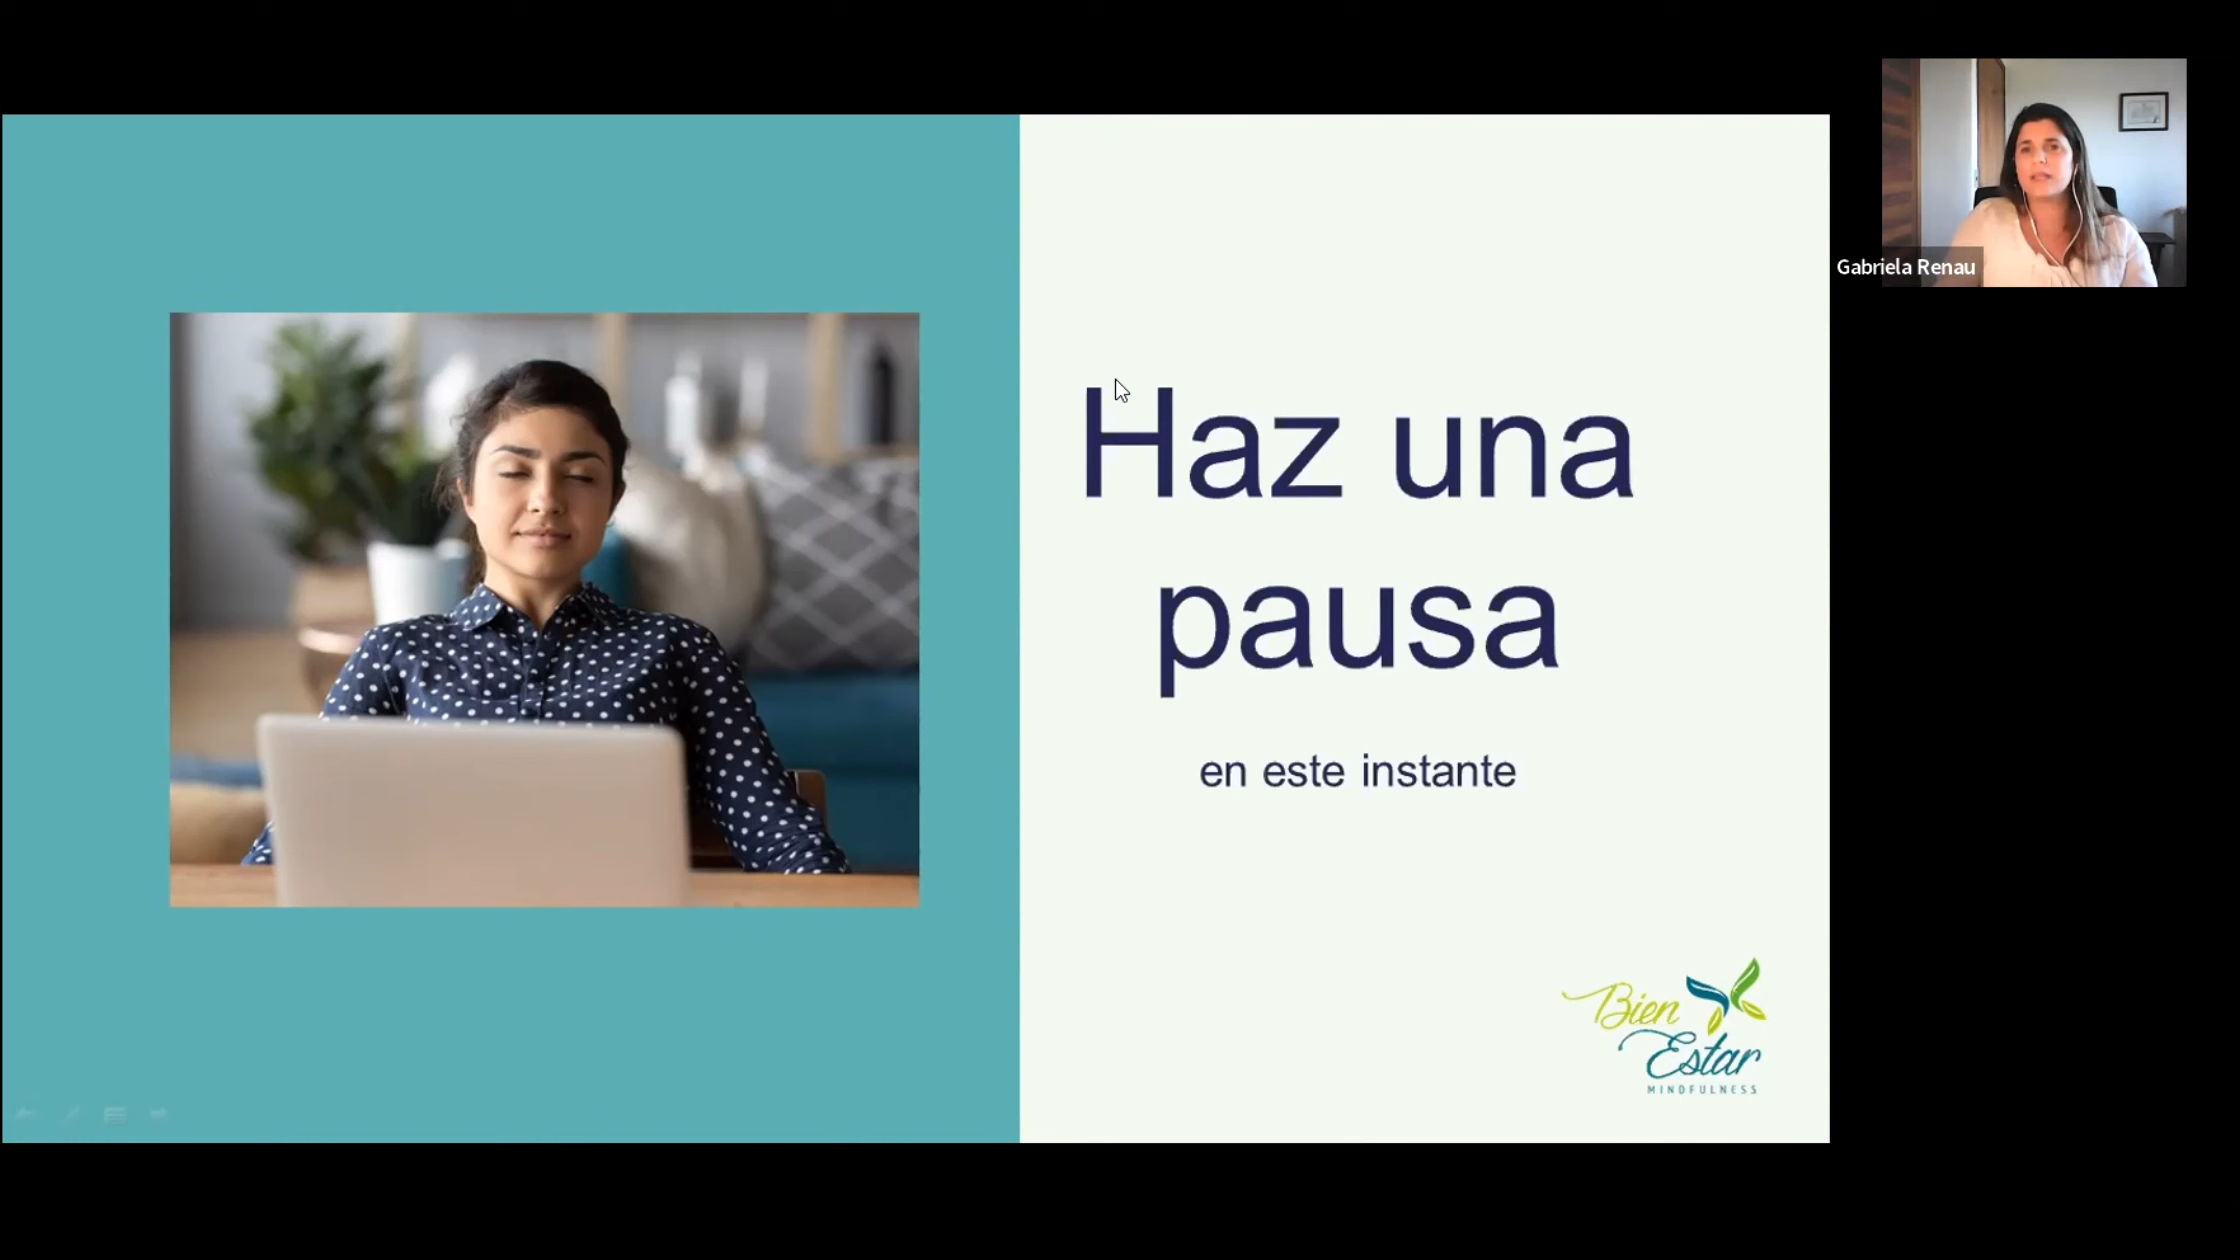 Haz una
pausa
en este instante
Gabriela Renau
Bien
Estar
MINDFULNESS